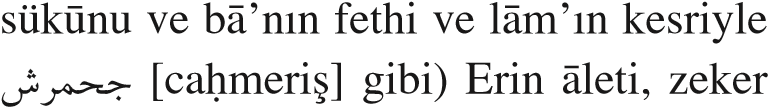 sükūnu ve bā’nın fethi ve lām’ın kesriyle
جحمرش [caḥmeriş] gibi) Erin āleti, zeker